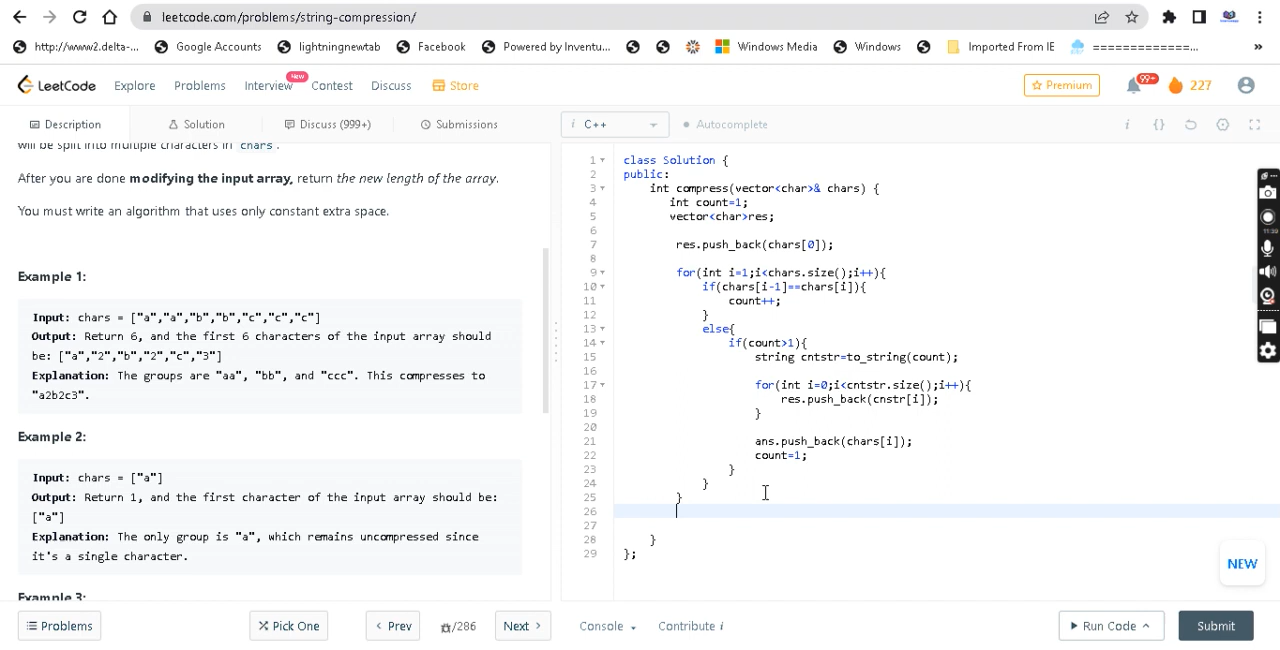 leetcode.com/problems/string-compression/
http://www2.delta-... Google Accounts lightningnewtab Facebook Powered by Inventu... Windows Media Windows Imported From IE =============... »
LeetCode Explore Problems Interview New Contest Discuss Store Premium 99+ 227
Description Solution Discuss (999+) Submissions i C++ Autocomplete i {}
will be split into multiple characters in chars.
After you are done modifying the input array, return the new length of the array.
You must write an algorithm that uses only constant extra space.
Example 1:
Input: chars = ["a","a","b","b","c","c","c"]
Output: Return 6, and the first 6 characters of the input array should
be: ["a","2","b","2","c","3"]
Explanation: The groups are "aa", "bb", and "ccc". This compresses to
"a2b2c3".
Example 2:
Input: chars = ["a"]
Output: Return 1, and the first character of the input array should be:
["a"]
Explanation: The only group is "a", which remains uncompressed since
it's a single character.
Example 3:
1 class Solution {
2 public:
3 int compress(vector<char>& chars) {
4 int count=1;
5 vector<char>res;
6
7 res.push_back(chars[0]);
8
9 for(int i=1;i<chars.size();i++){
10 if(chars[i-1]==chars[i]){
11 count++;
12 }
13 else{
14 if(count>1){
15 string cntstr=to_string(count);
16
17 for(int i=0;i<cntstr.size();i++){
18 res.push_back(cnstr[i]);
19 }
20
21 ans.push_back(chars[i]);
22 count=1;
23 }
24 }
25 }
26
27
28 }
29 };
NEW
Problems Pick One < Prev /286 Next > Console Contribute i Run Code Submit